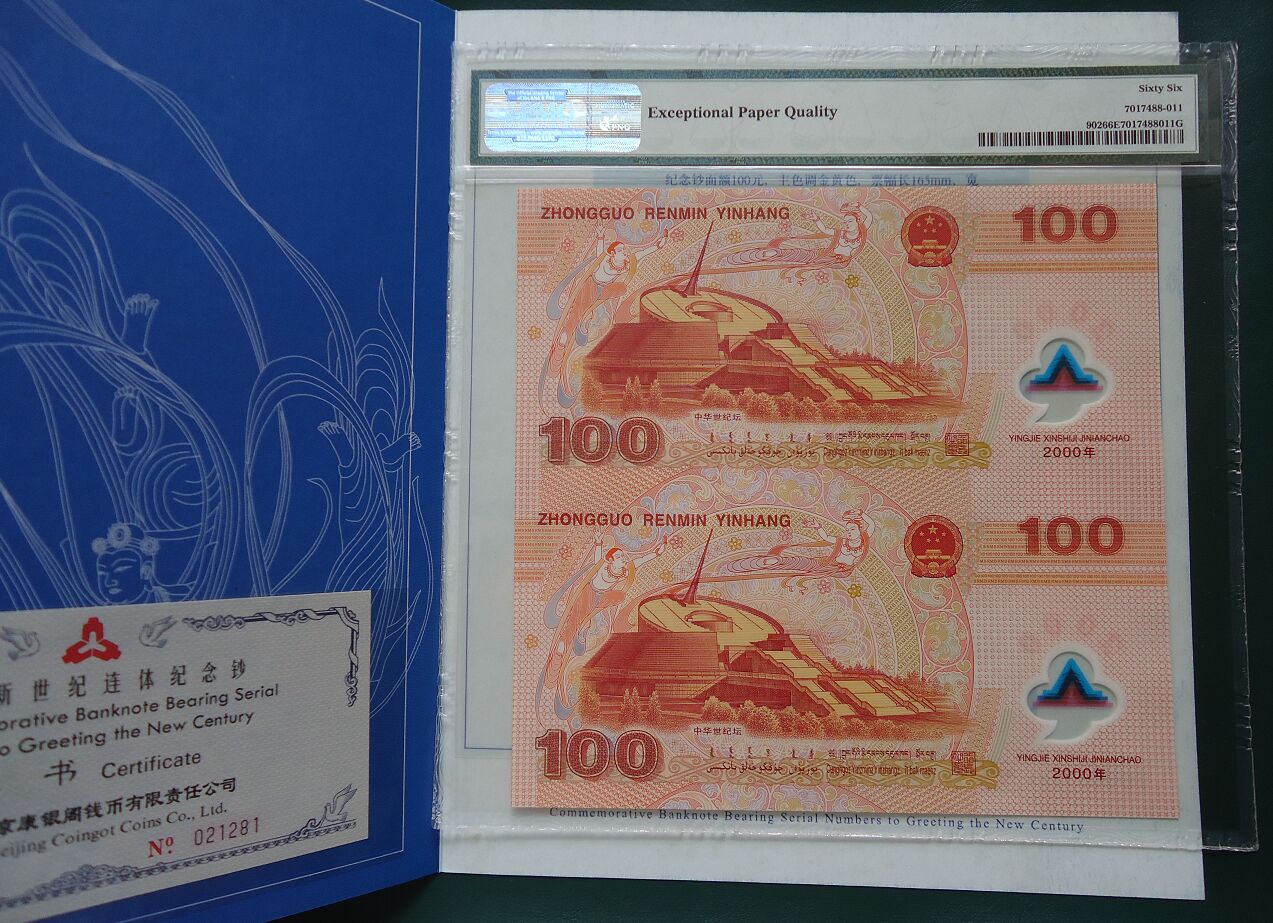 Sixty Six
Exceptional Paper Quality
7017488-011
90266E7017488011G
纪念钞面额100元，主色调金黄色，票幅长165mm，宽
ZHONGGUO RENMIN YINHANG
100
中华世纪坛
100
YINGJIE XINSHIJI JINIANCHAO
2000年
ZHONGGUO RENMIN YINHANG
100
中华世纪坛
100
YINGJIE XINSHIJI JINIANCHAO
2000年
Commemorative Banknote Bearing Serial Numbers to Greeting the New Century
新世纪连体纪念钞
orative Banknote Bearing Serial
o Greeting the New Century
书 Certificate
京康银阁钱币有限责任公司
eijing Coingot Coins Co., Ltd.
Nº 021281